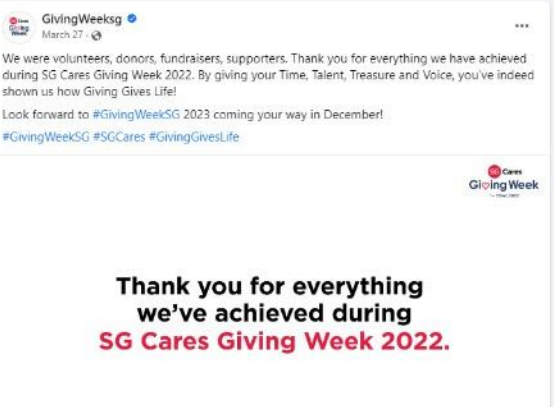 GivingWeeksg
March 27
We were volunteers, donors, fundraisers, supporters. Thank you for everything we have achieved
during SG Cares Giving Week 2022. By giving your Time, Talent, Treasure and Voice, you've indeed
shown us how Giving Gives Life!
Look forward to #GivingWeekSG 2023 coming your way in December!
#GivingWeekSG #SGCares #GivingGivesLife
SG Cares
Giving Week
Thank you for everything
we've achieved during
SG Cares Giving Week 2022.